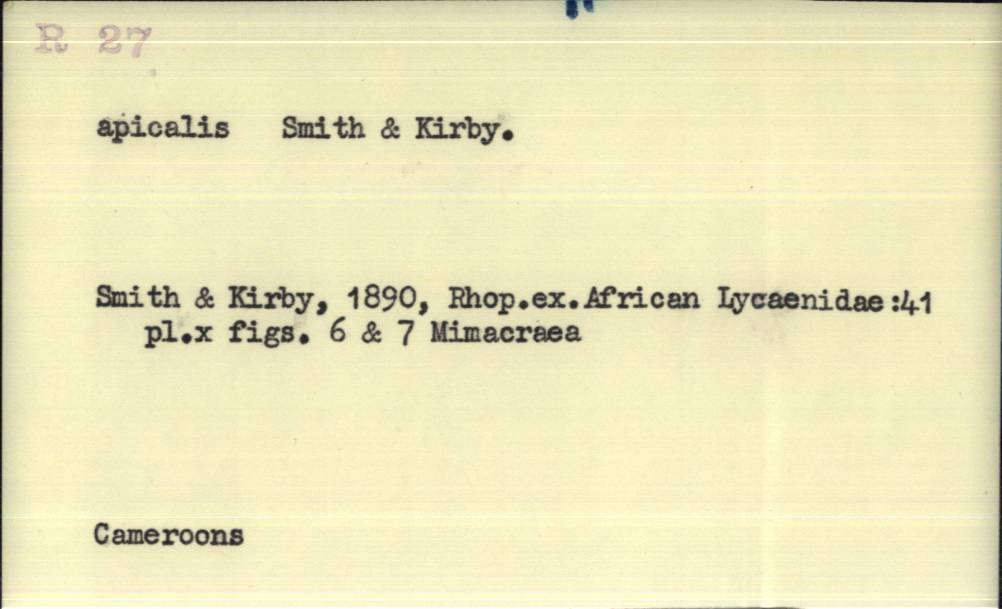 R 27
apicalis Smith & Kirby.
Smith & Kirby, 1890, Rhop.ex.African Lycaenidae:41
pl.x figs. 6 & 7 Mimacraea
Cameroons